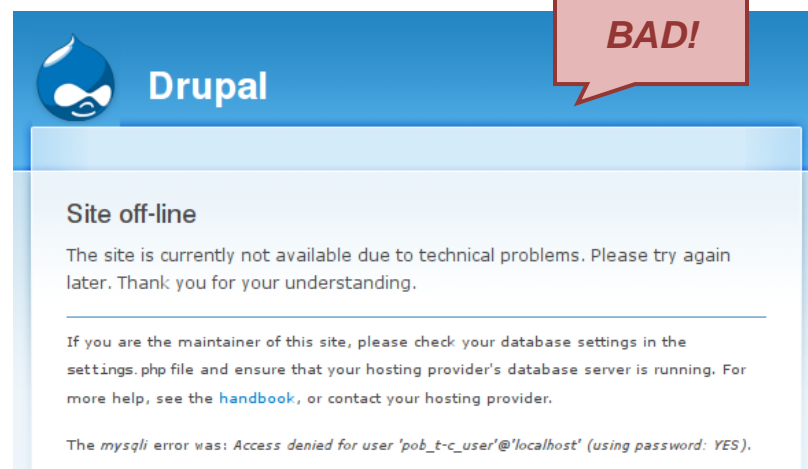 BAD!
Drupal
Site off-line
The site is currently not available due to technical problems. Please try again
later. Thank you for your understanding.
If you are the maintainer of this site, please check your database settings in the
settings.php file and ensure that your hosting provider's database server is running. For
more help, see the handbook, or contact your hosting provider.
The mysqli error was: Access denied for user 'pob_t-c_user'@'localhost' (using password: YES).